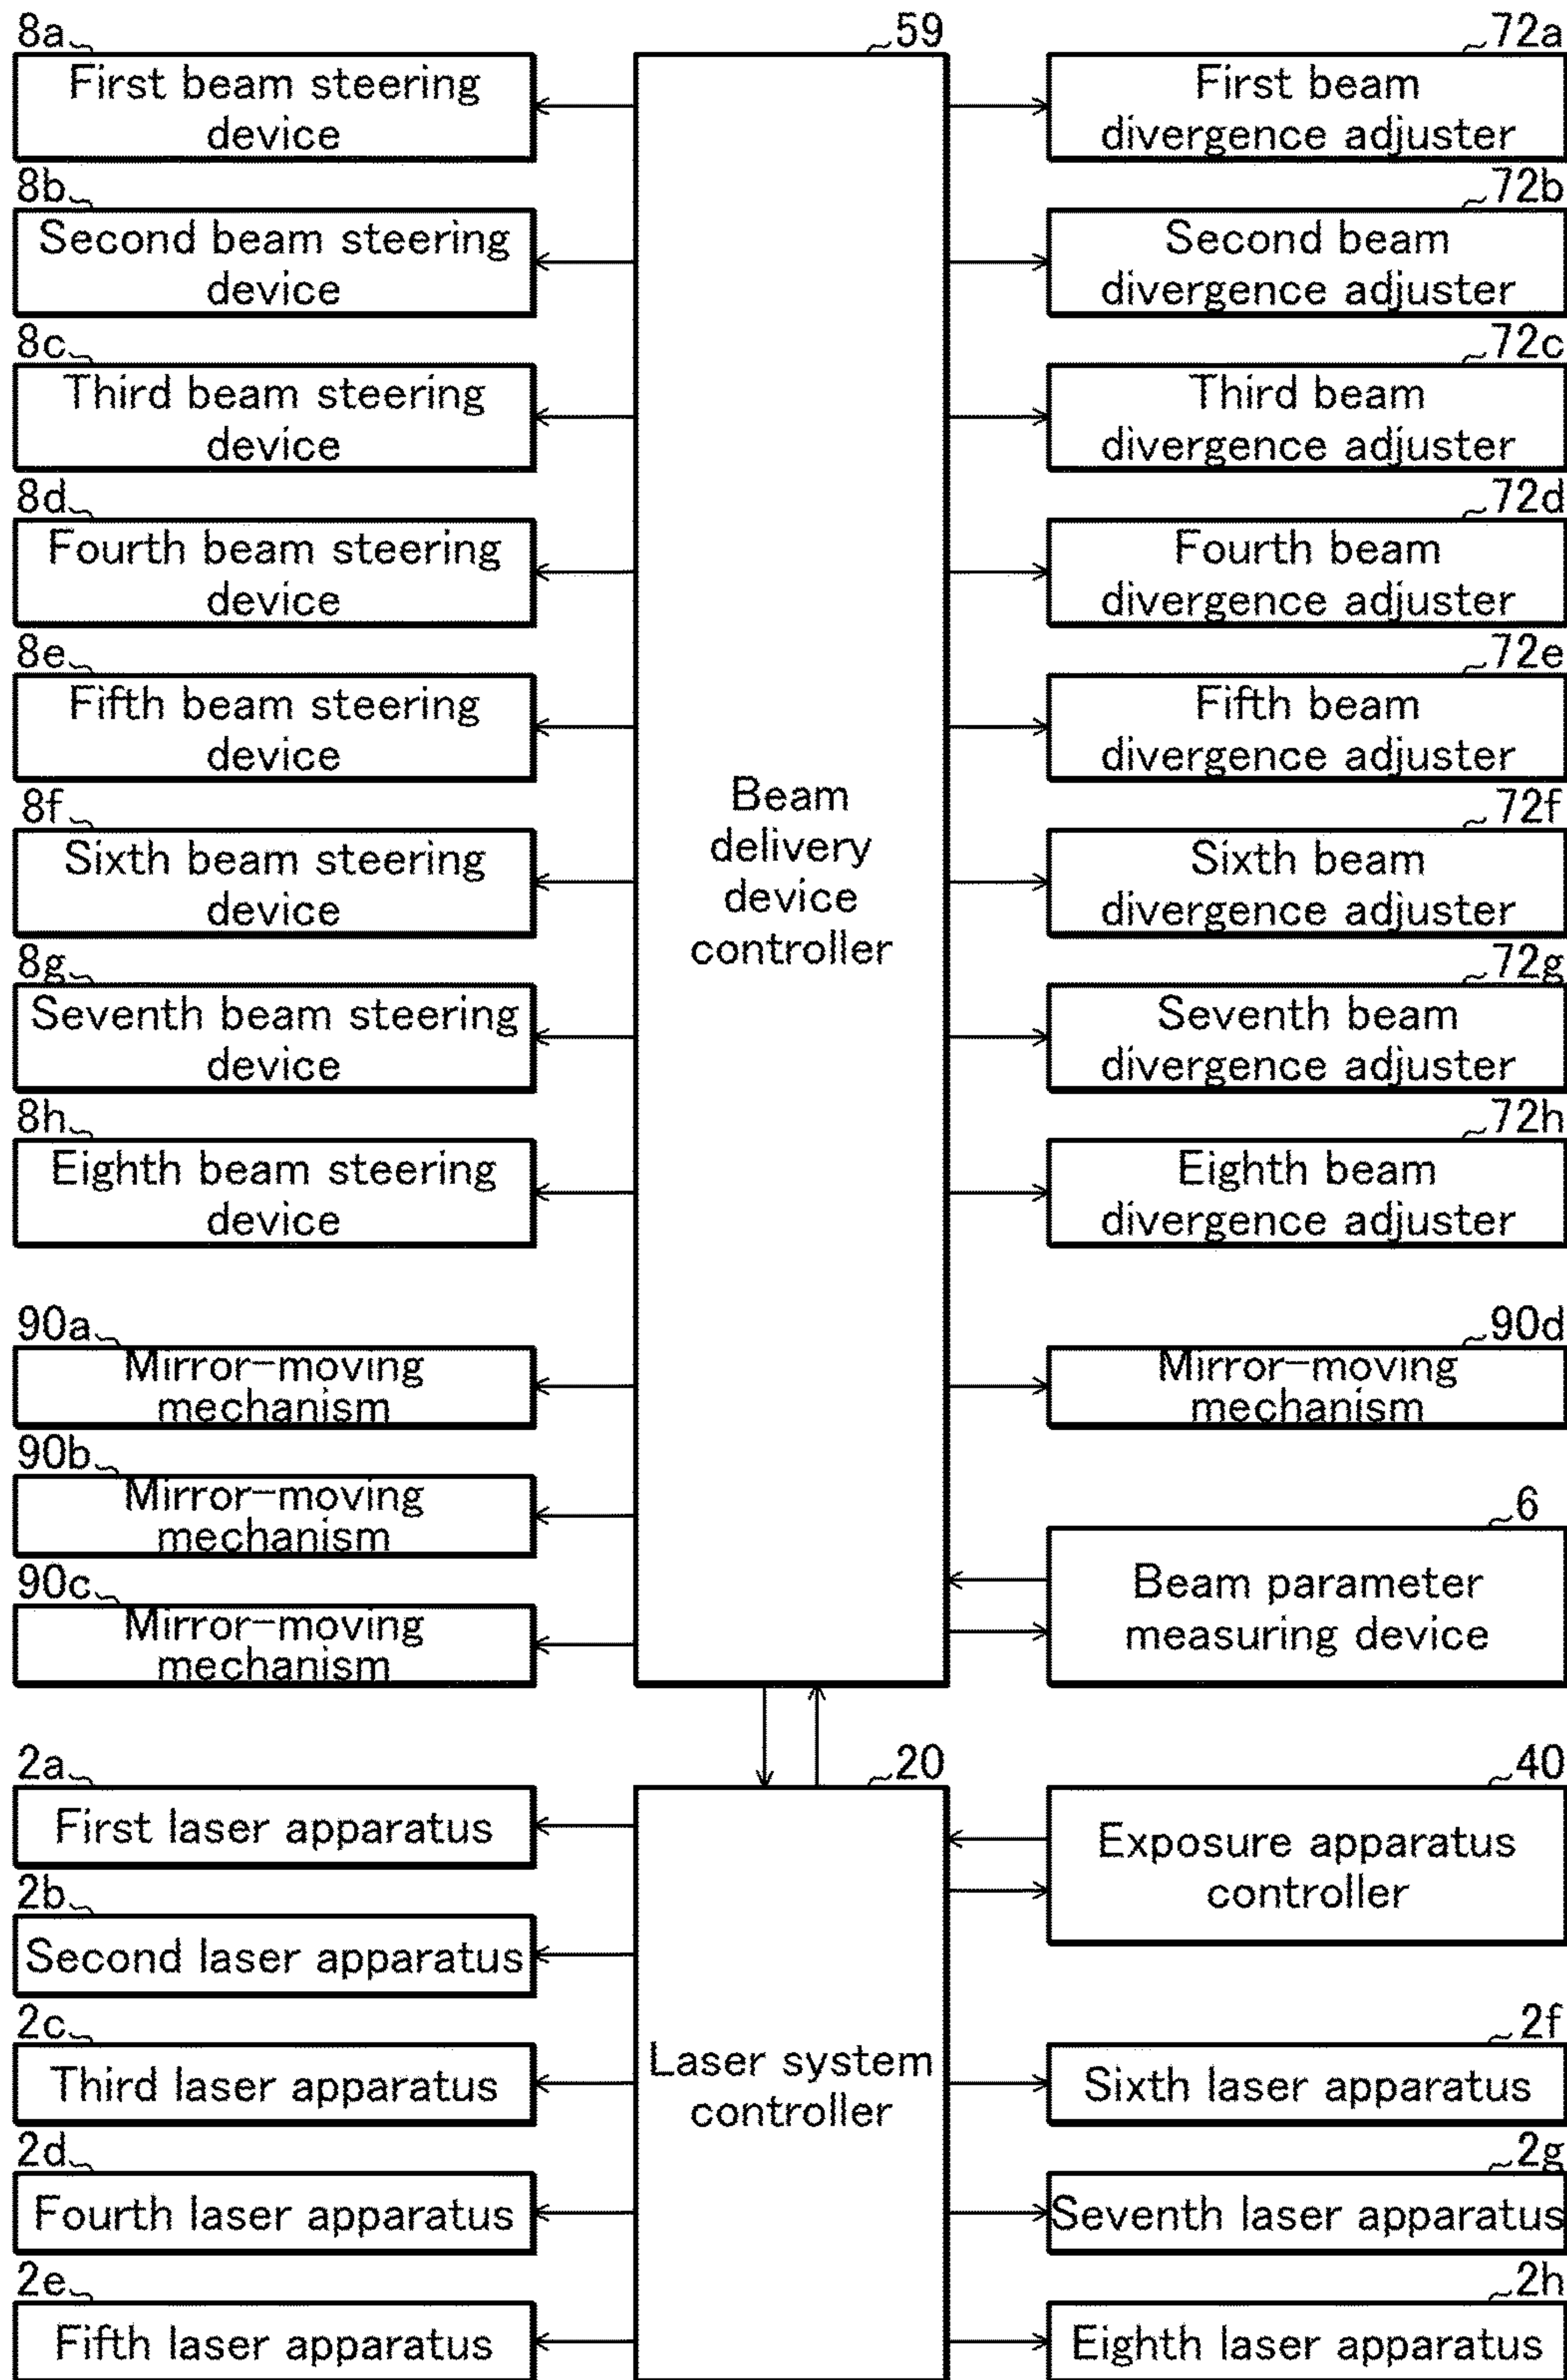 8a
First beam steering
device
8b
Second beam steering
device
8c
Third beam steering
device
8d
Fourth beam steering
device
8e
Fifth beam steering
device
8f
Sixth beam steering
device
8g
Seventh beam steering
device
8h
Eighth beam steering
device
90a
Mirror-moving
mechanism
90b
Mirror-moving
mechanism
90c
Mirror-moving
mechanism
59
Beam
delivery
device
controller
72a
First beam
divergence adjuster
72b
Second beam
divergence adjuster
72c
Third beam
divergence adjuster
72d
Fourth beam
divergence adjuster
72e
Fifth beam
divergence adjuster
72f
Sixth beam
divergence adjuster
72g
Seventh beam
divergence adjuster
72h
Eighth beam
divergence adjuster
90d
Mirror-moving
mechanism
6
Beam parameter
measuring device
2a
First laser apparatus
2b
Second laser apparatus
2c
Third laser apparatus
2d
Fourth laser apparatus
2e
Fifth laser apparatus
20
Laser system
controller
40
Exposure apparatus
controller
2f
Sixth laser apparatus
2g
Seventh laser apparatus
2h
Eighth laser apparatus